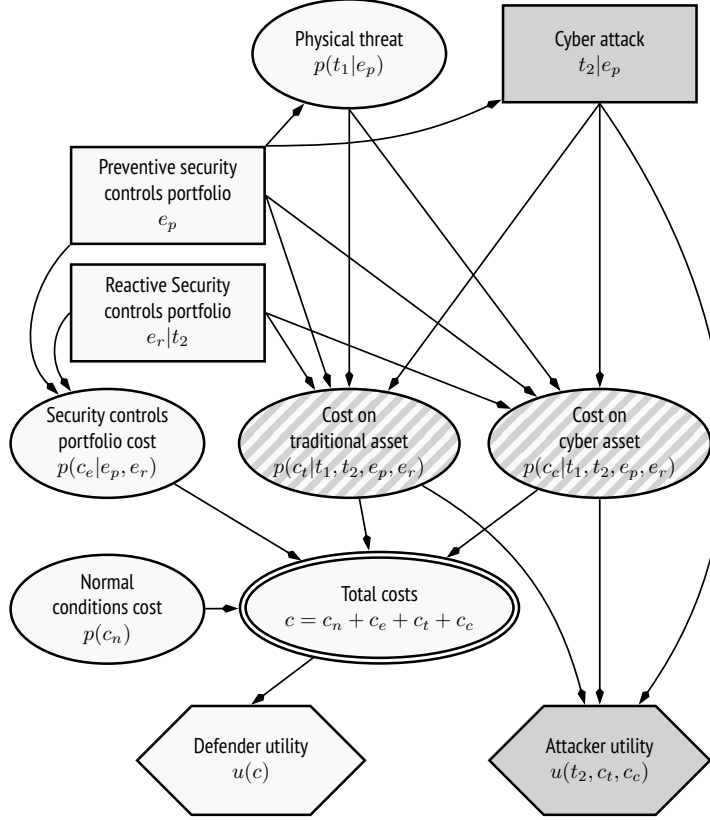 Physical threat
p(t₁|eₚ)
Cyber attack
t₂|eₚ
Preventive security
controls portfolio
eₚ
Reactive Security
controls portfolio
eᵣ|t₂
Security controls
portfolio cost
p(cₑ|eₚ, eᵣ)
Cost on
traditional asset
p(cₜ|t₁, t₂, eₚ, eᵣ)
Cost on
cyber asset
p(c_c|t₁, t₂, eₚ, eᵣ)
Normal
conditions cost
p(cₙ)
Total costs
c = cₙ + cₑ + cₜ + c_c
Defender utility
u(c)
Attacker utility
u(t₂, cₜ, c_c)